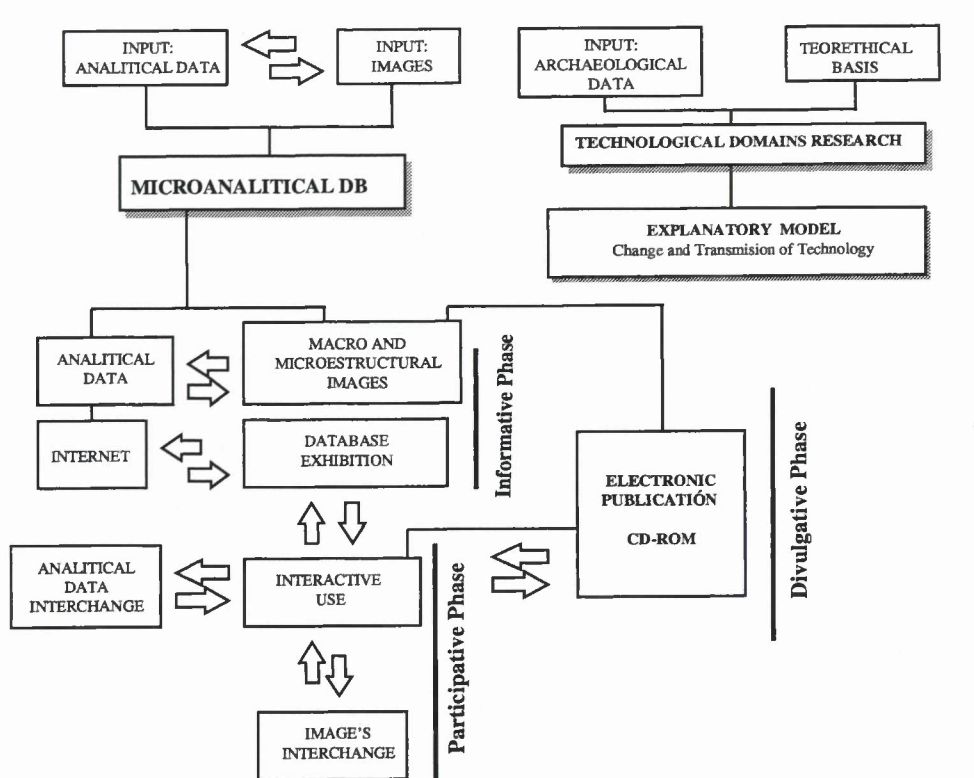 INPUT:
ANALITICAL DATA
INPUT:
IMAGES
INPUT:
ARCHAEOLOGICAL
DATA
TEORETHICAL
BASIS
TECHNOLOGICAL DOMAINS RESEARCH
MICROANALITICAL DB
EXPLANATORY MODEL
Change and Transmision of Technology
ANALITICAL
DATA
MACRO AND
MICROESTRUCTURAL
IMAGES
Informative Phase
INTERNET
DATABASE
EXHIBITION
ELECTRONIC
PUBLICATIÓN
CD-ROM
Divulgative Phase
ANALITICAL
DATA
INTERCHANGE
INTERACTIVE
USE
Participative Phase
IMAGE'S
INTERCHANGE